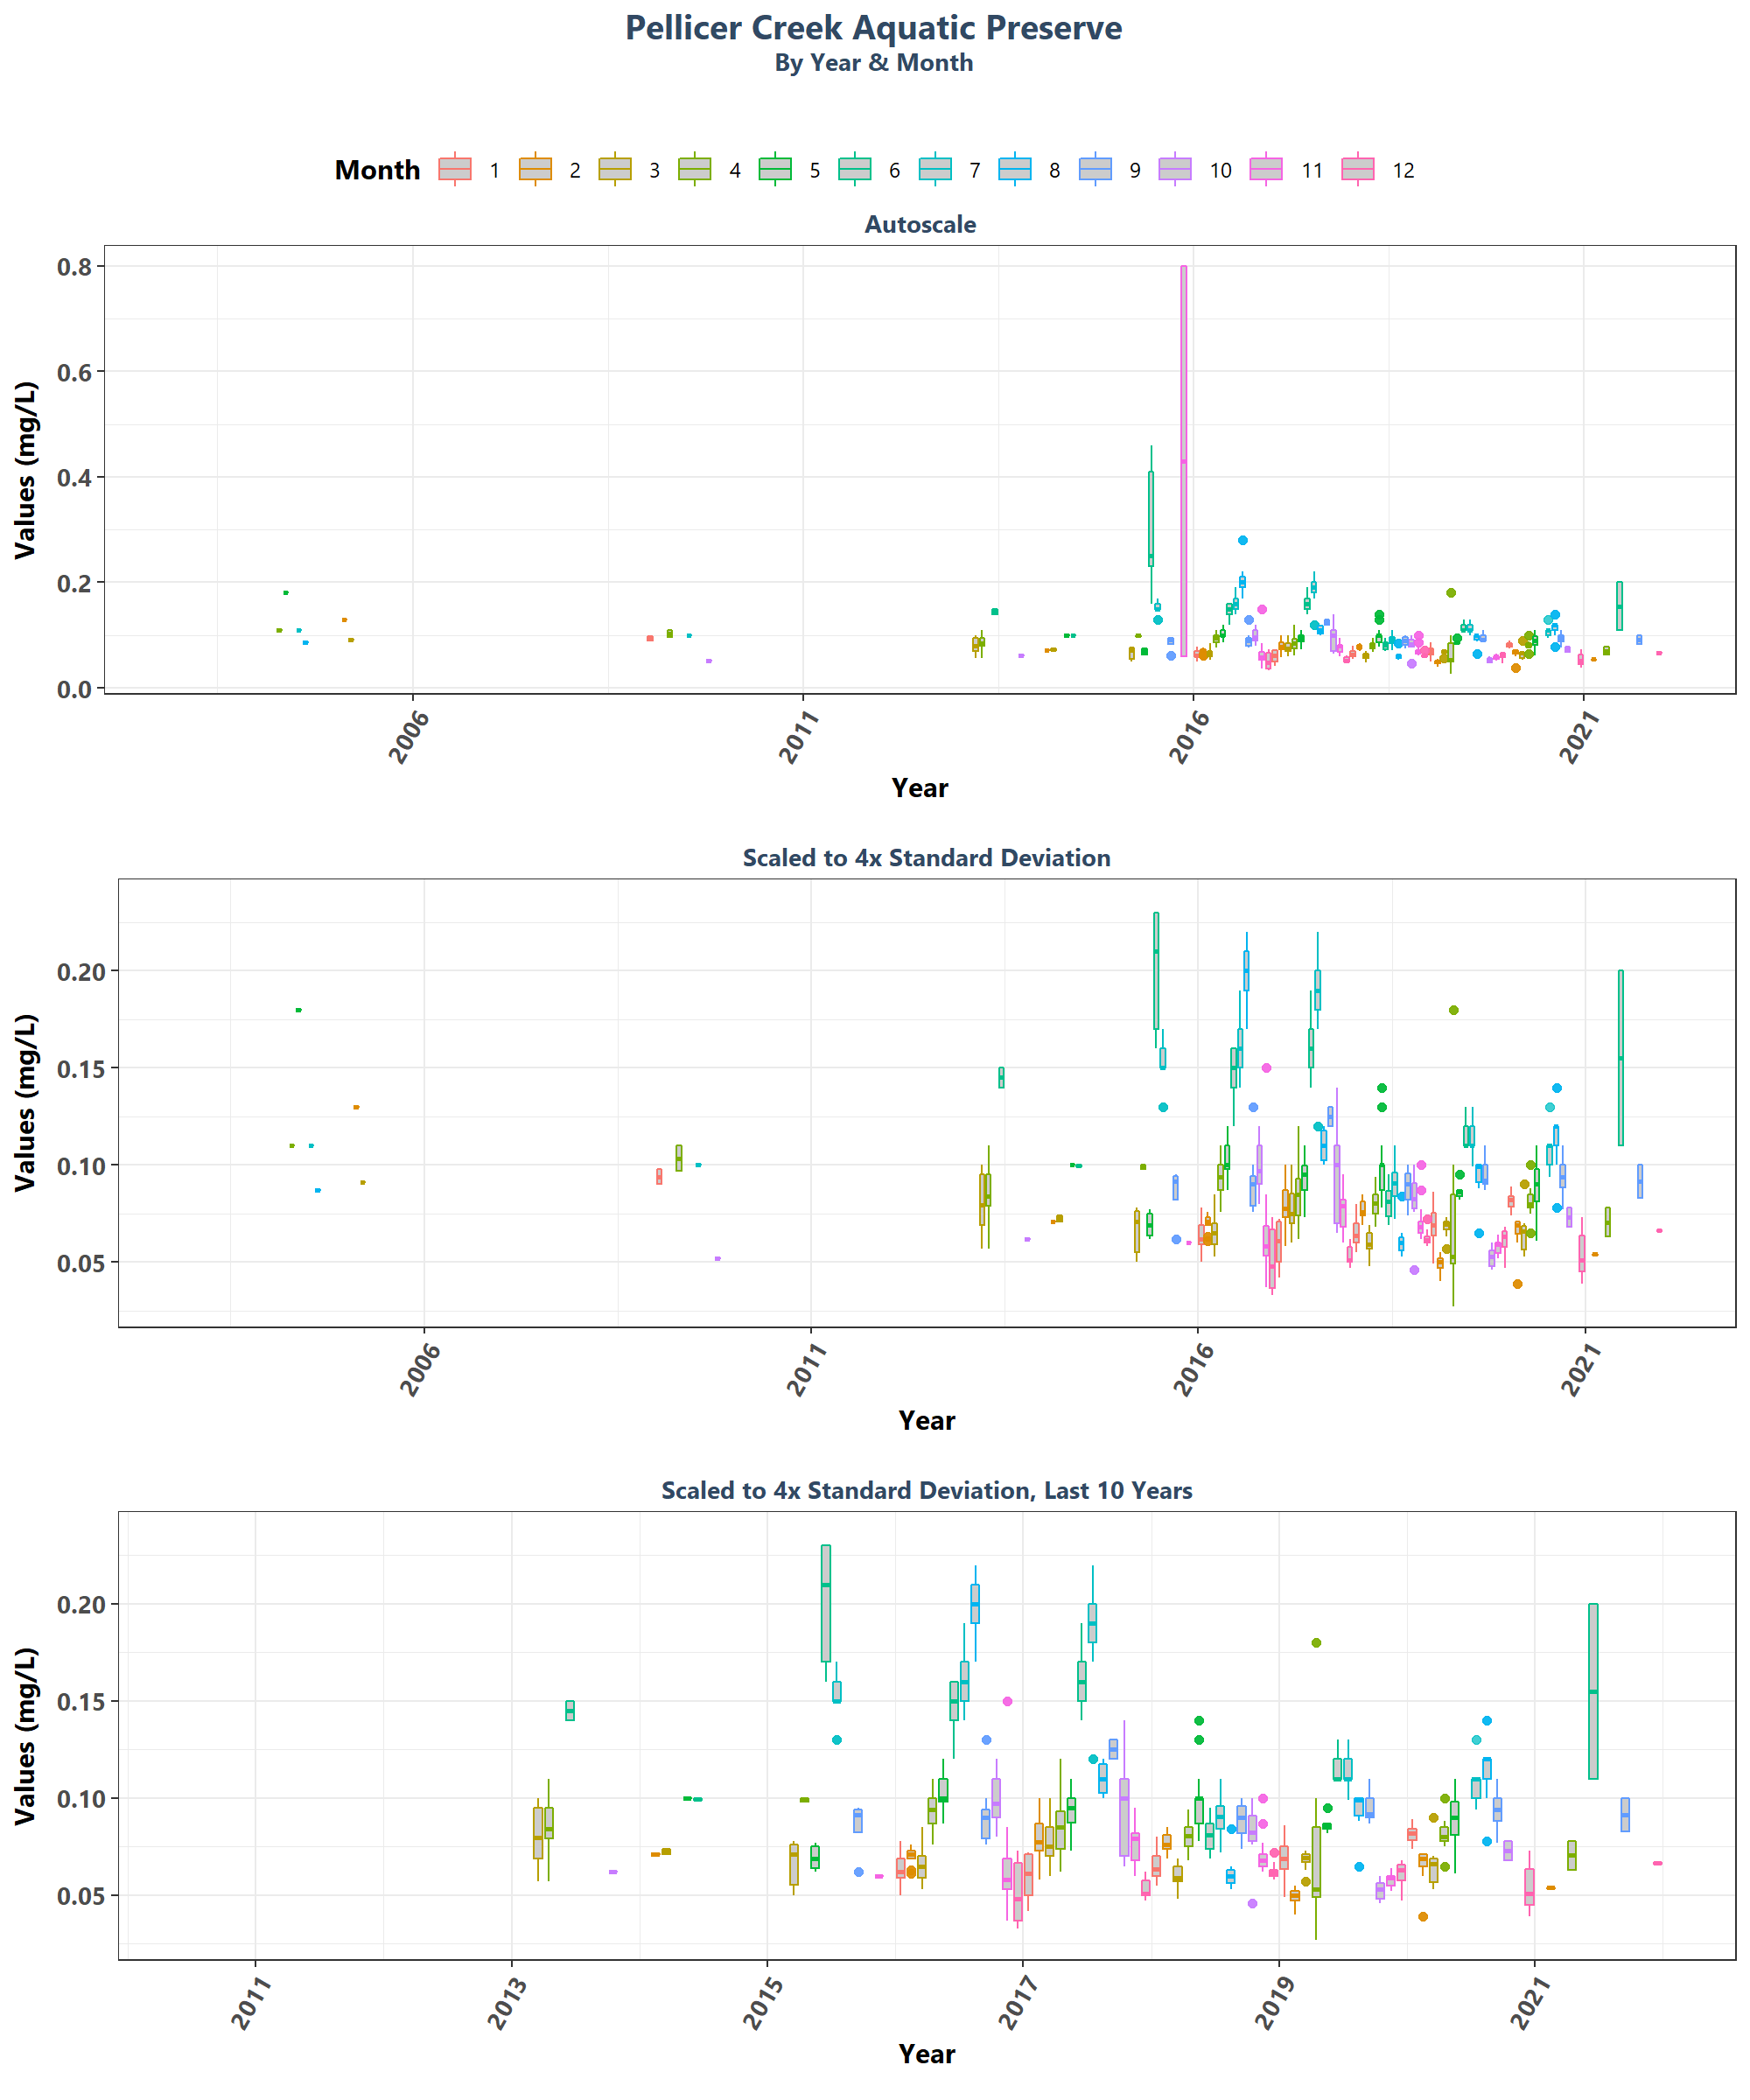 Pellicer Creek Aquatic Preserve
By Year & Month
Month 1 2 3 4 5 6 7 8 9 10 11 12
Autoscale
Values (mg/L)
0.8
0.6
0.4
0.2
0.0
2006 2011 2016 2021
Year
Scaled to 4x Standard Deviation
Values (mg/L)
0.20
0.15
0.10
0.05
2006 2011 2016 2021
Year
Scaled to 4x Standard Deviation, Last 10 Years
Values (mg/L)
0.20
0.15
0.10
0.05
2011 2013 2015 2017 2019 2021
Year